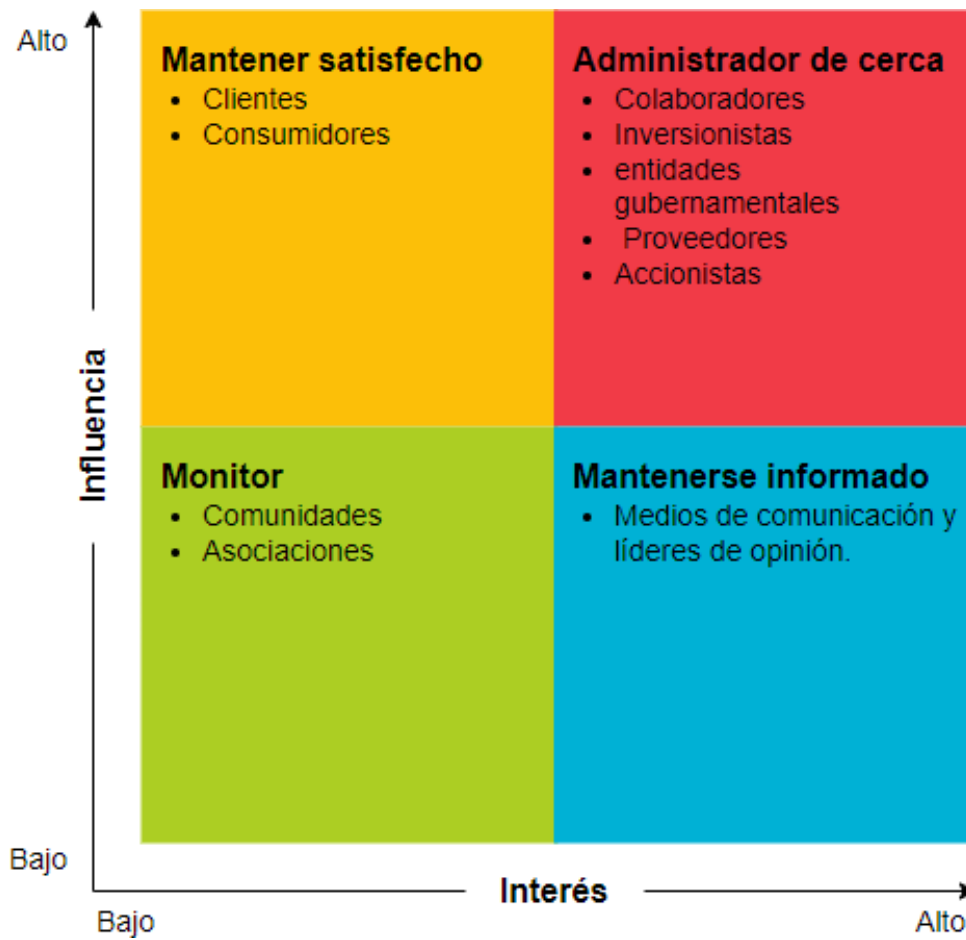 Alto
Mantener satisfecho
• Clientes
• Consumidores
Administrador de cerca
• Colaboradores
• Inversionistas
• entidades
gubernamentales
• Proveedores
• Accionistas
Influencia
Monitor
• Comunidades
• Asociaciones
Mantenerse informado
• Medios de comunicación y
líderes de opinión.
Bajo
Interés
Bajo
Alto